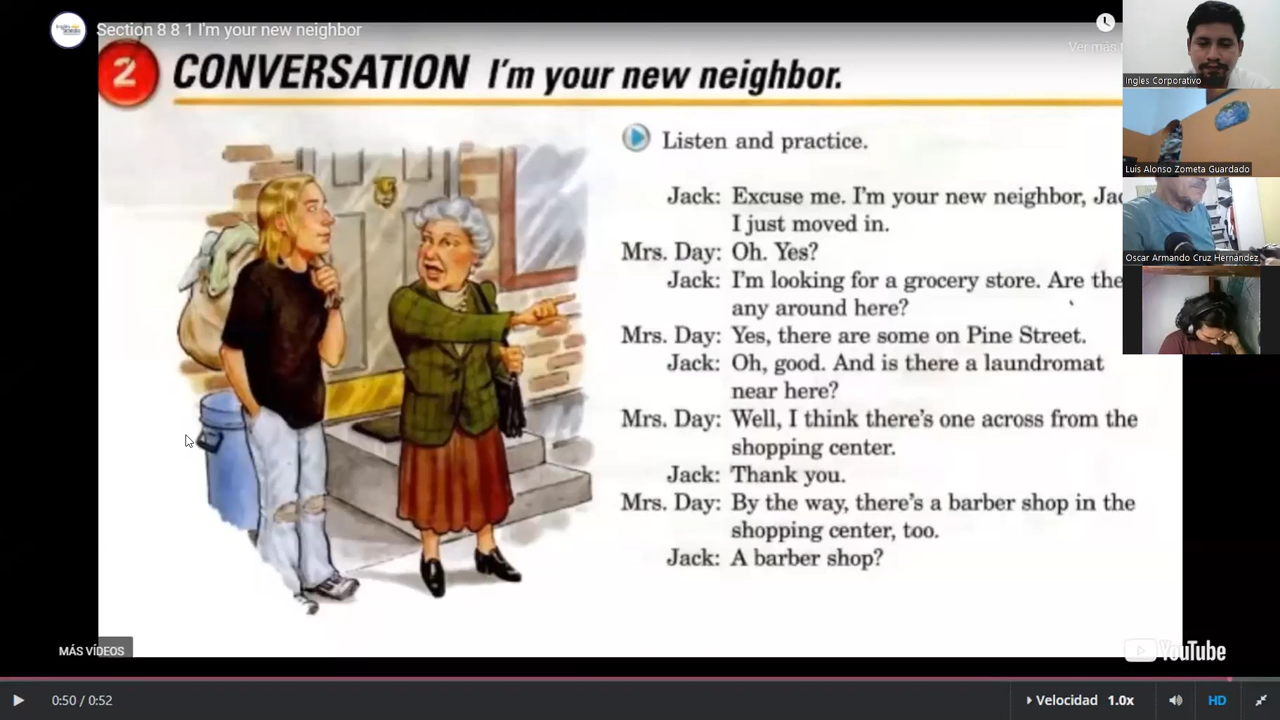 Section 8 8 1 I'm your new neighbor
Ver más
2 CONVERSATION I'm your new neighbor.
Listen and practice.
Jack: Excuse me. I'm your new neighbor,
I just moved in.
Mrs. Day: Oh. Yes?
Jack: I'm looking for a grocery store. Are
any around here?
Mrs. Day: Yes, there are some on Pine Street.
Jack: Oh, good. And is there a laundromat
near here?
Mrs. Day: Well, I think there's one across from the
shopping center.
Jack: Thank you.
Mrs. Day: By the way, there's a barber shop in the
shopping center, too.
Jack: A barber shop?
Ingles Corporativo
Luis Alonso Zometa Guardado
Oscar Armando Cruz Hernández
MÁS VÍDEOS
YouTube
0:50 / 0:52
Velocidad 1.0x
HD